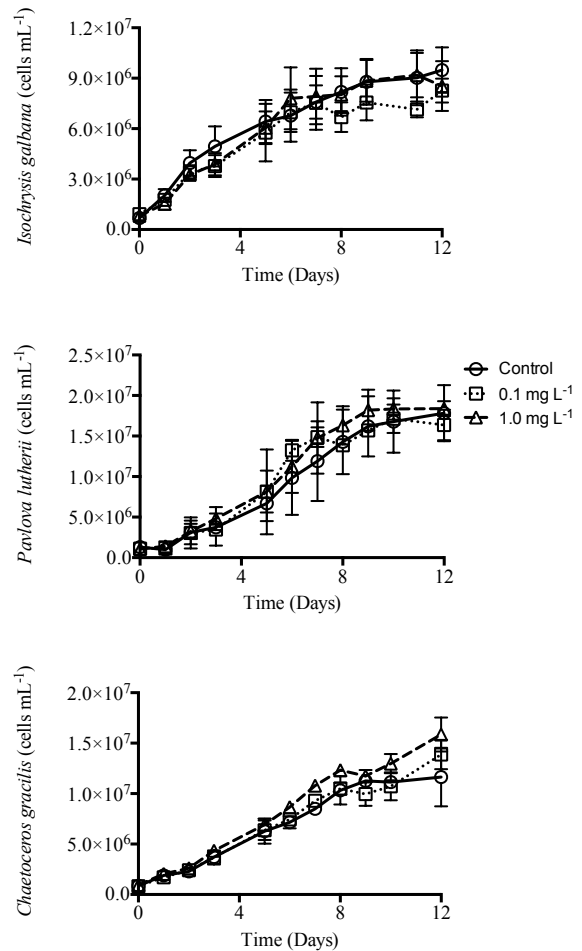 Isochrysis galbana (cells mL⁻¹)
1.2×10⁷
9.0×10⁶
6.0×10⁶
3.0×10⁶
0.0
0 4 8 12
Time (Days)
Pavlova lutherii (cells mL⁻¹)
2.5×10⁷
2.0×10⁷
1.5×10⁷
1.0×10⁷
5.0×10⁶
0.0
0 4 8 12
Time (Days)
Control
0.1 mg L⁻¹
1.0 mg L⁻¹
Chaetoceros gracilis (cells mL⁻¹)
2.0×10⁷
1.5×10⁷
1.0×10⁷
5.0×10⁶
0.0
0 4 8 12
Time (Days)